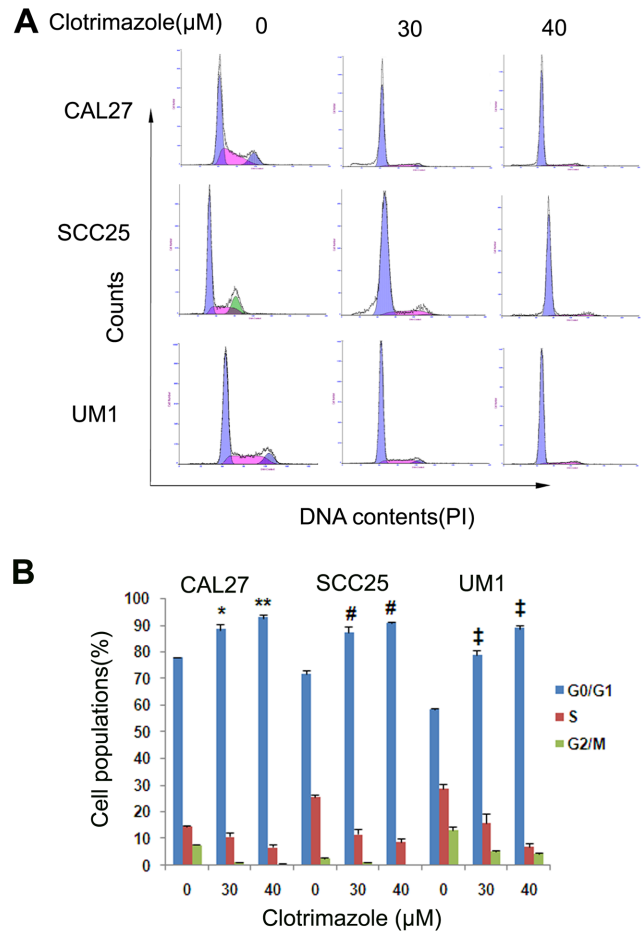 A
Clotrimazole(μM) 0 30 40
CAL27
SCC25
UM1
Counts
DNA contents(PI)
B
CAL27 SCC25 UM1
* ** # # ‡ ‡
Cell populations(%)
100
90
80
70
60
50
40
30
20
10
0
G0/G1
S
G2/M
0 30 40 0 30 40 0 30 40
Clotrimazole (μM)